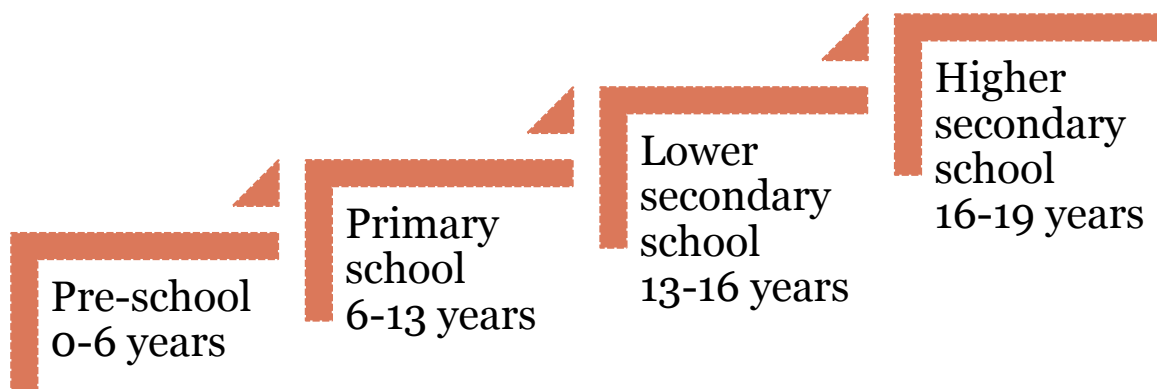 Pre-school
0-6 years
Primary
school
6-13 years
Lower
secondary
school
13-16 years
Higher
secondary
school
16-19 years